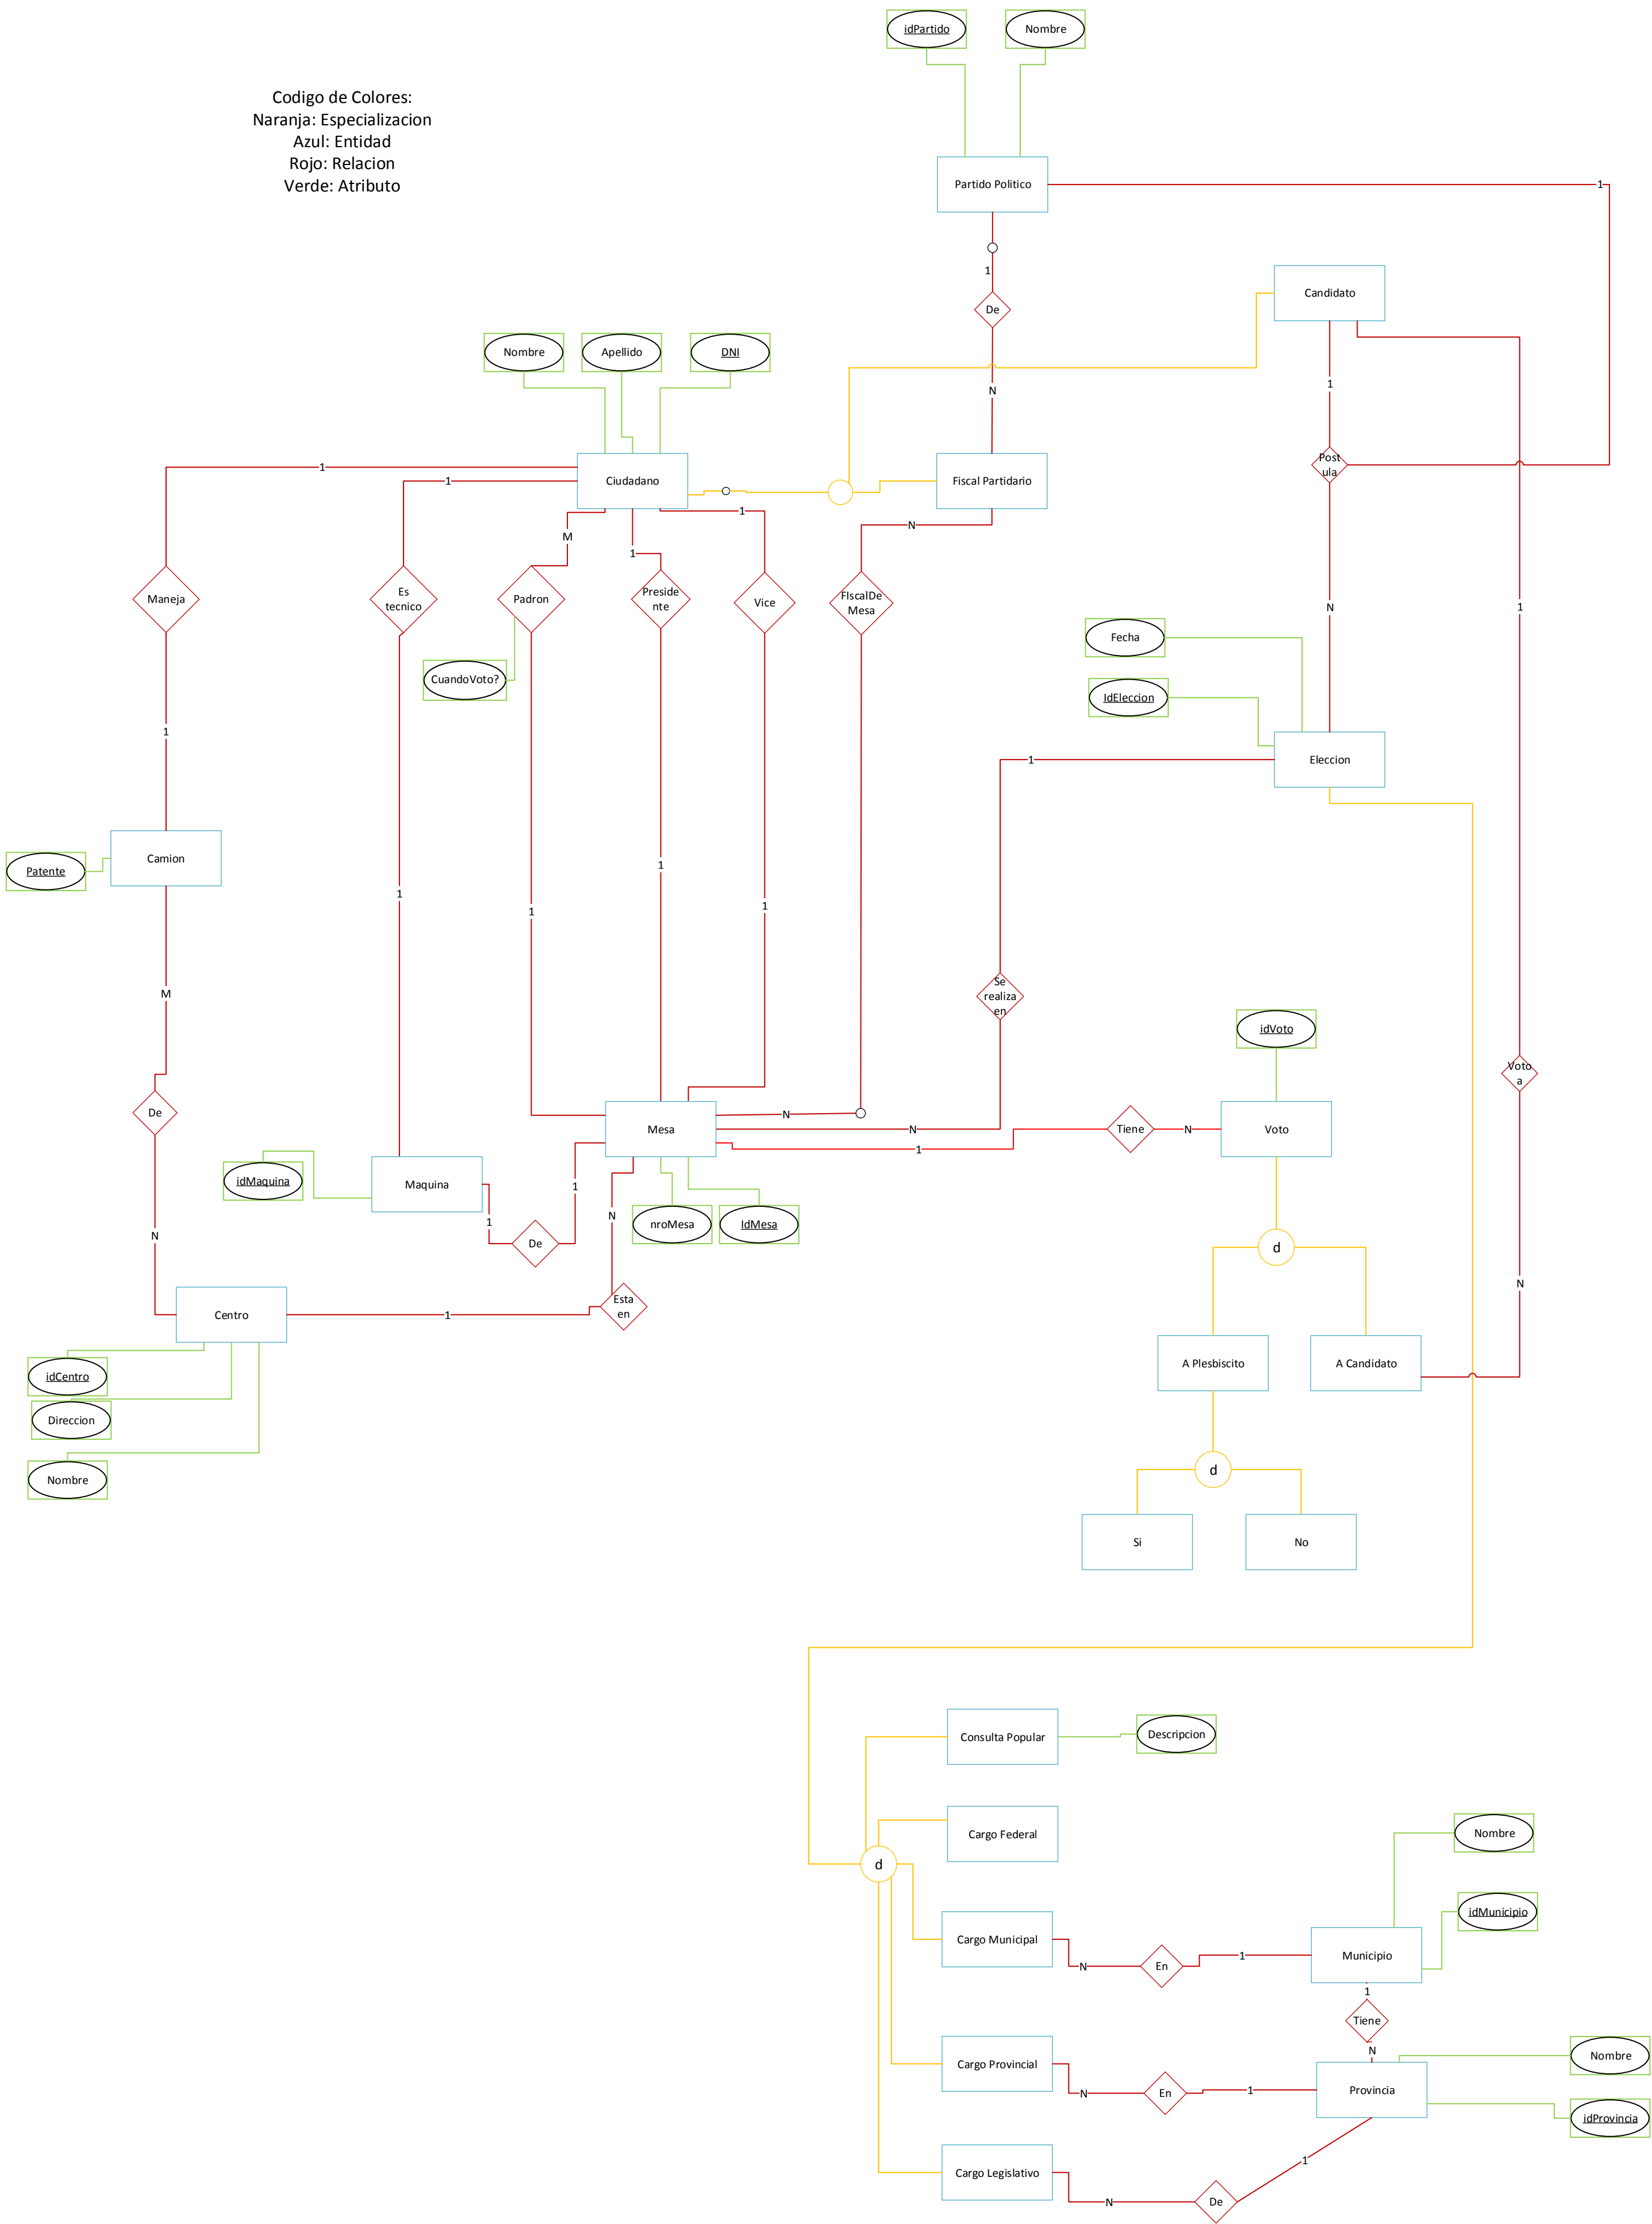 idPartido
Nombre
Codigo de Colores:
Naranja: Especializacion
Azul: Entidad
Rojo: Relacion
Verde: Atributo
Partido Politico
1
1
De
Candidato
Nombre
Apellido
DNI
1
N
Post
ula
1
1
Ciudadano
Fiscal Partidario
M
1
1
N
Maneja
Es
tecnico
Padron
Preside
nte
Vice
FIscalDe
Mesa
N
1
Fecha
CuandoVoto?
IdEleccion
1
Eleccion
1
Camion
Patente
1
1
1
1
M
Se
realiza
en
idVoto
Voto
a
De
Mesa
N
N
Tiene
N
Voto
1
idMaquina
Maquina
1
1
N
nroMesa
IdMesa
De
N
d
N
Esta
en
Centro
1
idCentro
A Plesbiscito
A Candidato
Direccion
Nombre
d
Si
No
Consulta Popular
Descripcion
Cargo Federal
Nombre
d
idMunicipio
Cargo Municipal
N
En
1
Municipio
1
Tiene
N
Nombre
Cargo Provincial
N
En
1
Provincia
idProvincia
1
Cargo Legislativo
N
De